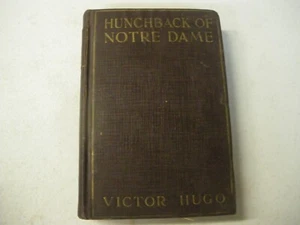 HUNCHBACK OF
NOTRE DAME
VICTOR HUGO